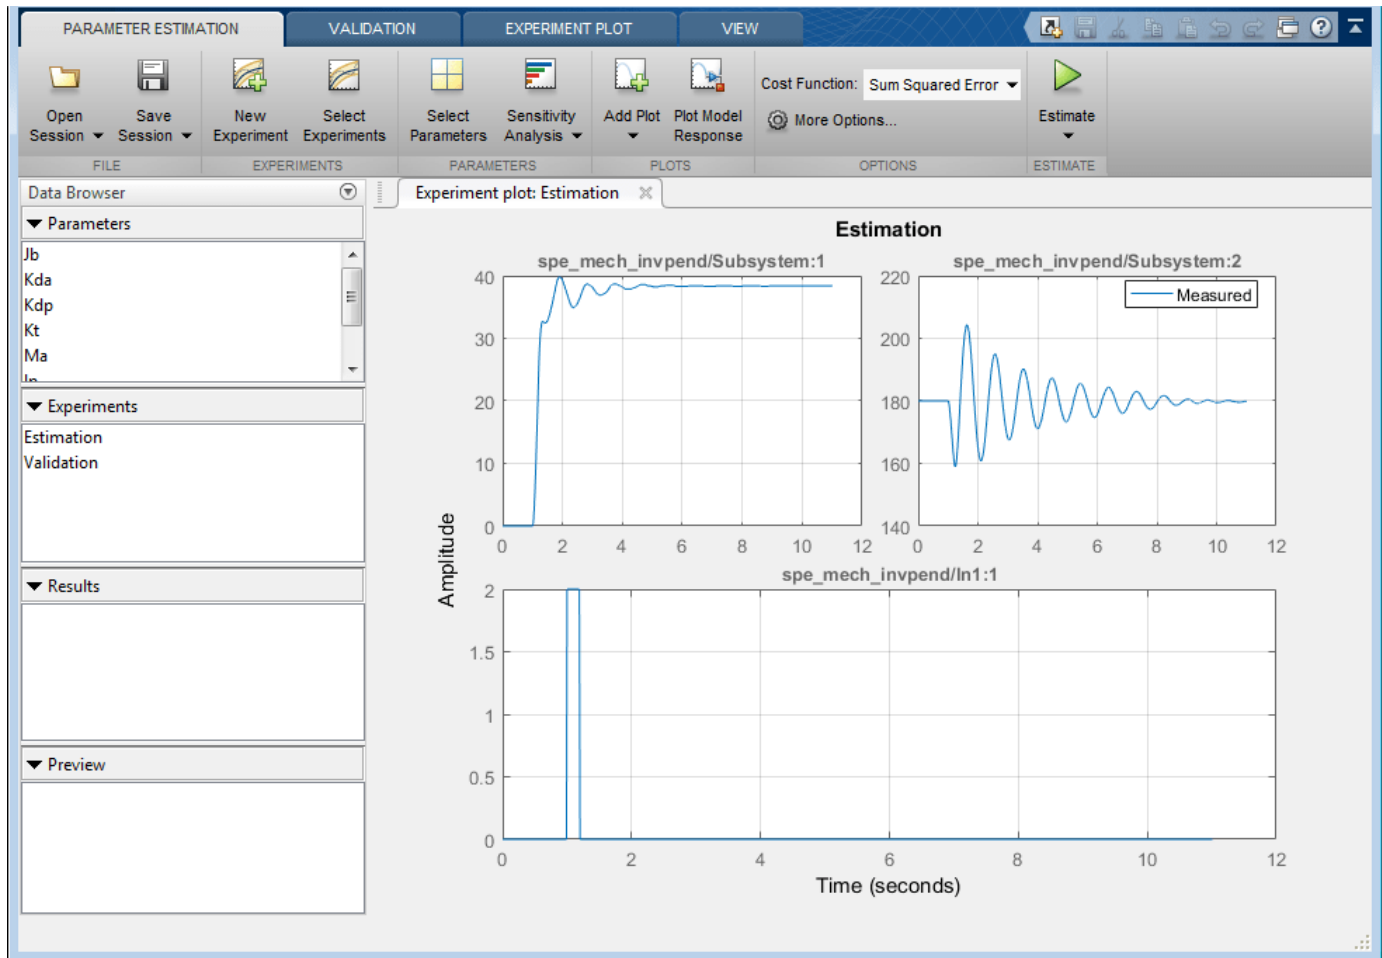 PARAMETER ESTIMATION VALIDATION EXPERIMENT PLOT VIEW
Cost Function: Sum Squared Error
More Options...
Open Session
Save Session
New Experiment
Select Experiments
Select Parameters
Sensitivity Analysis
Add Plot
Plot Model Response
Estimate
FILE EXPERIMENTS PARAMETERS PLOTS OPTIONS ESTIMATE
Data Browser
Parameters
Jb
Kda
Kdp
Kt
Ma
Experiments
Estimation
Validation
Results
Preview
Experiment plot: Estimation
Estimation
spe_mech_invpend/Subsystem:1
40
30
20
10
0
0 2 4 6 8 10 12
spe_mech_invpend/Subsystem:2
Measured
220
200
180
160
140
0 2 4 6 8 10 12
Amplitude
spe_mech_invpend/In1:1
2
1.5
1
0.5
0
0 2 4 6 8 10 12
Time (seconds)